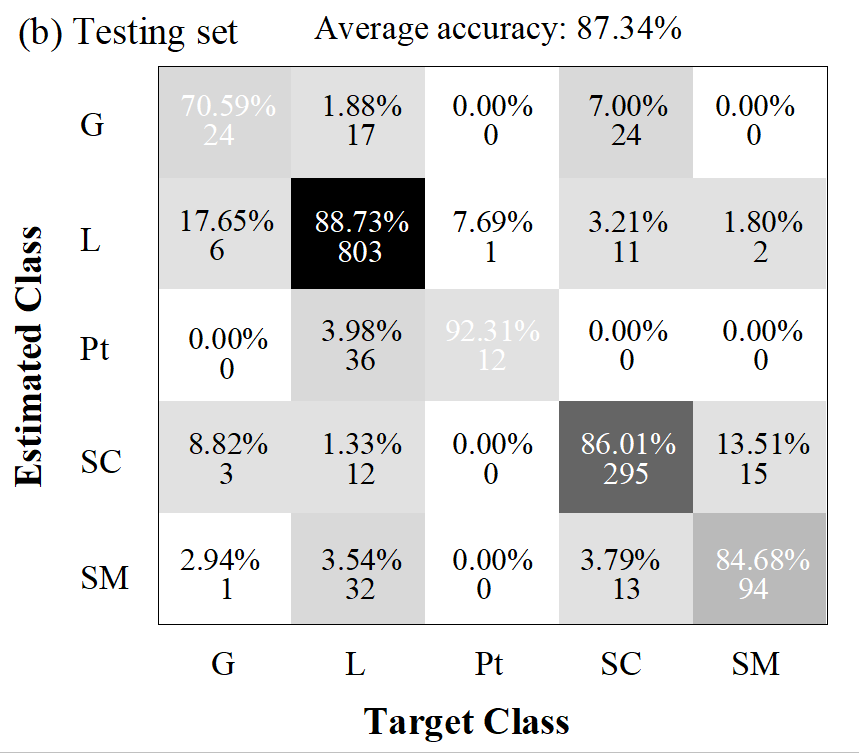 (b) Testing set Average accuracy: 87.34%
G
70.59% 1.88% 0.00% 7.00% 0.00%
24 17 0 24 0
L
17.65% 88.73% 7.69% 3.21% 1.80%
6 803 1 11 2
Pt
0.00% 3.98% 92.31% 0.00% 0.00%
0 36 12 0 0
SC
8.82% 1.33% 0.00% 86.01% 13.51%
3 12 0 295 15
SM
2.94% 3.54% 0.00% 3.79% 84.68%
1 32 0 13 94
Estimated Class
G L Pt SC SM
Target Class